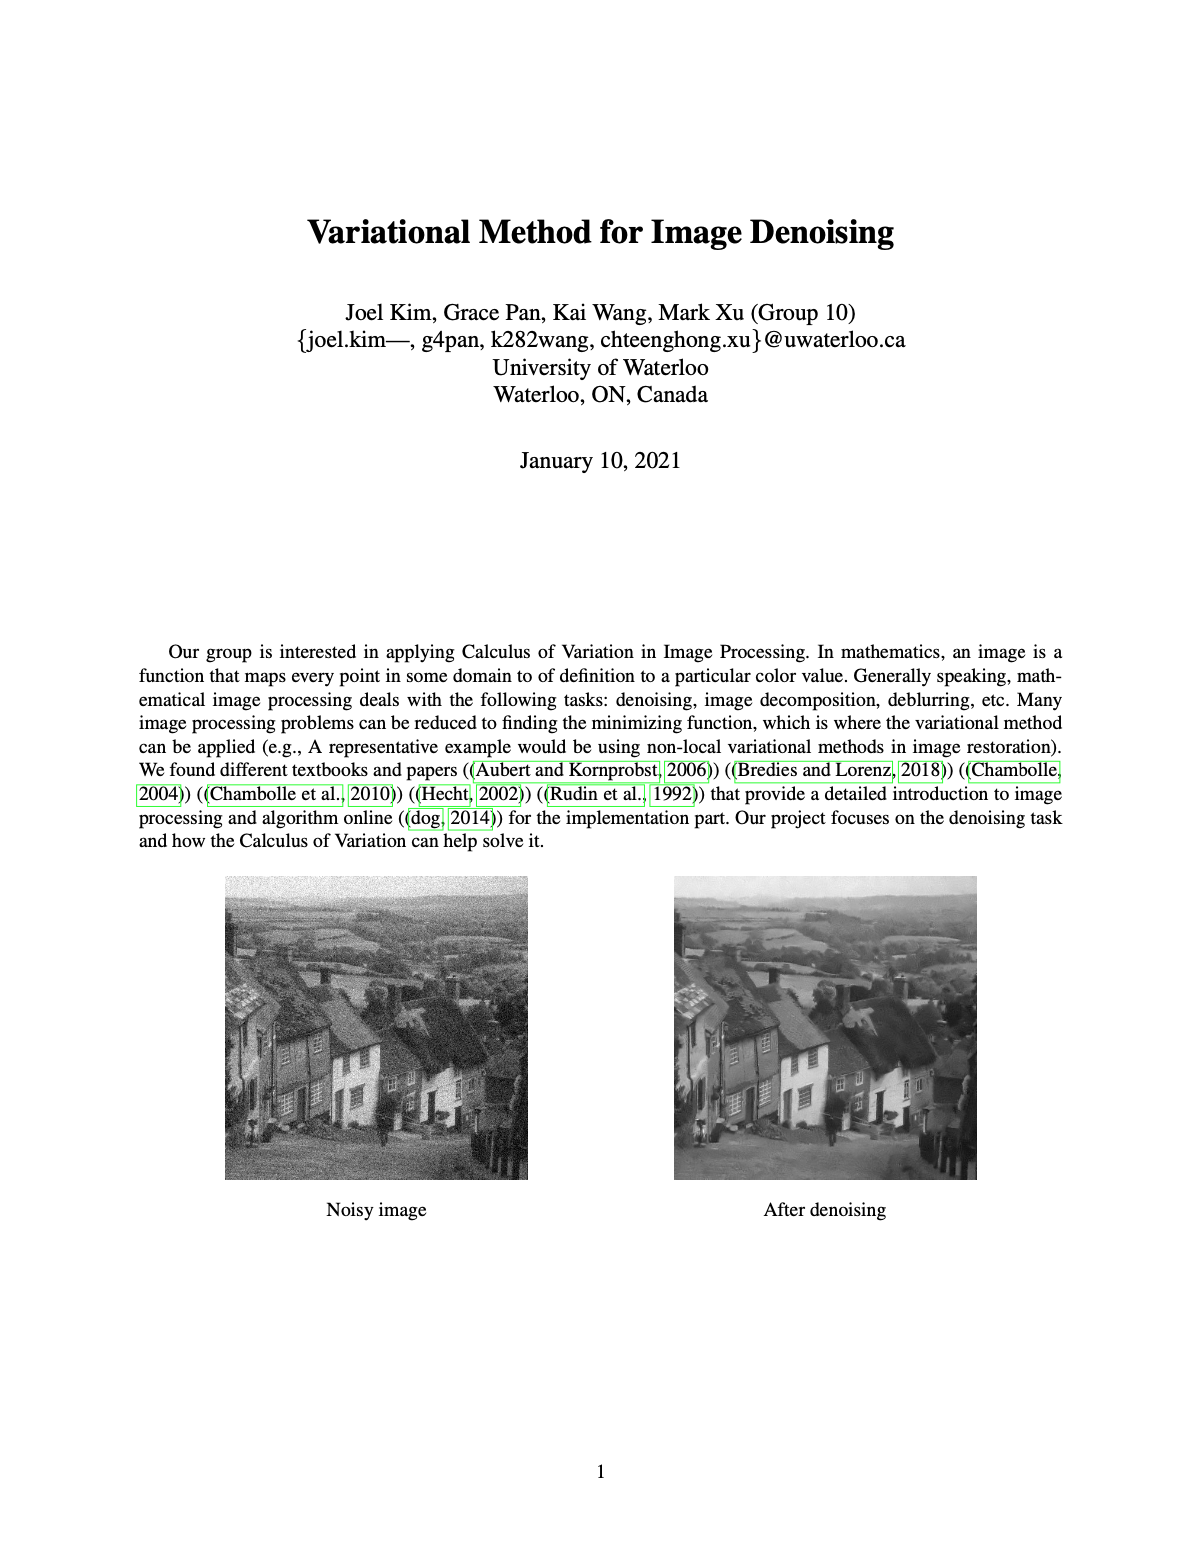 Variational Method for Image Denoising
Joel Kim, Grace Pan, Kai Wang, Mark Xu (Group 10)
{joel.kim—, g4pan, k282wang, chteenghong.xu}@uwaterloo.ca
University of Waterloo
Waterloo, ON, Canada
January 10, 2021
Our group is interested in applying Calculus of Variation in Image Processing. In mathematics, an image is a
function that maps every point in some domain to of definition to a particular color value. Generally speaking, math-
ematical image processing deals with the following tasks: denoising, image decomposition, deblurring, etc. Many
image processing problems can be reduced to finding the minimizing function, which is where the variational method
can be applied (e.g., A representative example would be using non-local variational methods in image restoration).
We found different textbooks and papers ((Aubert and Kornprobst, 2006)) ((Bredies and Lorenz, 2018)) ((Chambolle,
2004)) ((Chambolle et al., 2010)) ((Hecht, 2002)) ((Rudin et al., 1992)) that provide a detailed introduction to image
processing and algorithm online ((dog, 2014)) for the implementation part. Our project focuses on the denoising task
and how the Calculus of Variation can help solve it.
Noisy image
After denoising
1